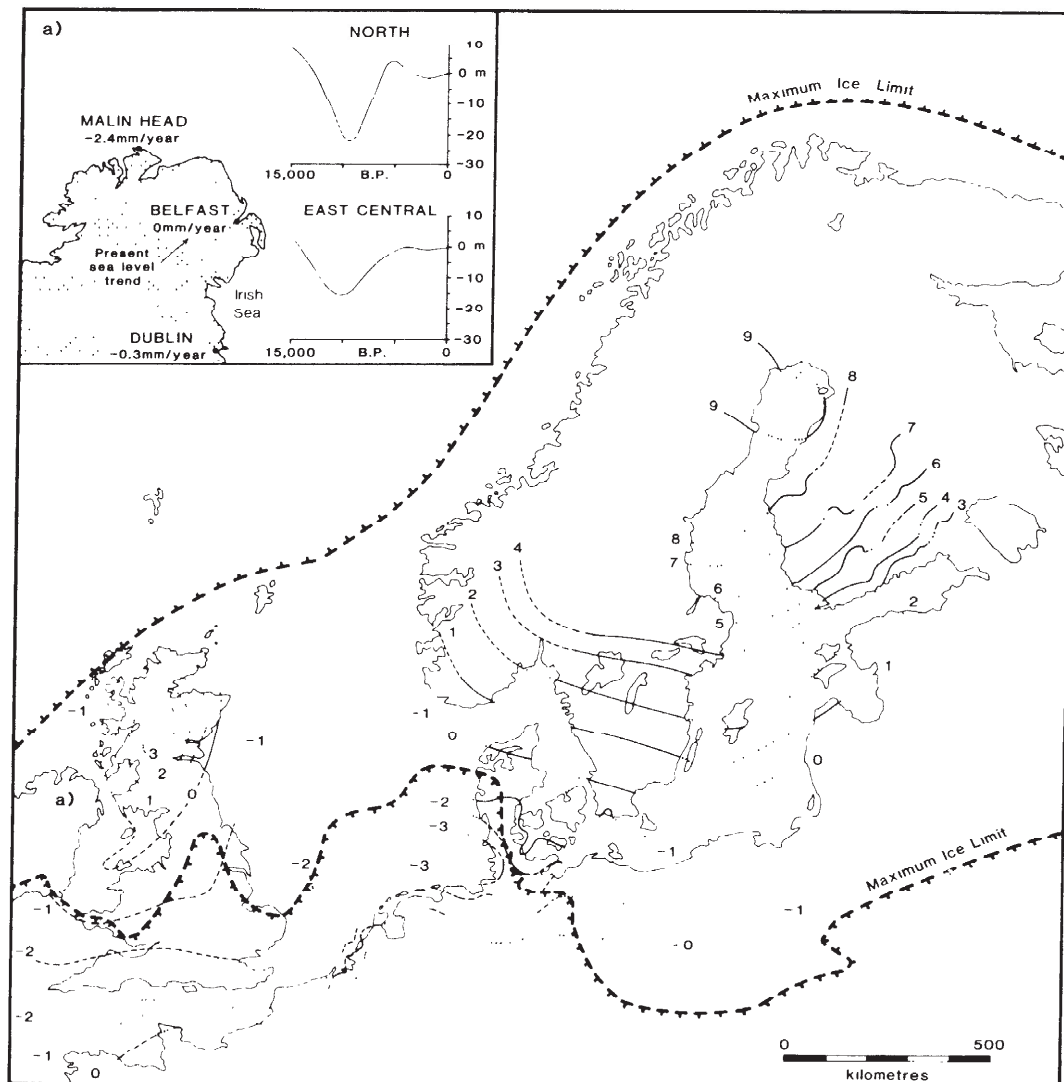 a)
NORTH
10
0 m
-10
-20
-30
15,000 B.P. 0
MALIN HEAD
-2.4mm/year
BELFAST
0mm/year
Present
sea level
trend
Irish
Sea
DUBLIN
-0.3mm/year
EAST CENTRAL
10
0 m
-10
-20
-30
15,000 B.P. 0
Maximum Ice Limit
9
8
9
7
6
5 4 3
8
7
4
3
2
6
5
2
1
1
-1
-1
-1
0
3
2
1
0
a)
0
-2
-3
-2
-3
-1
-1
-1
-0
-2
-2
-1
0
Maximum Ice Limit
0 500
kilometres